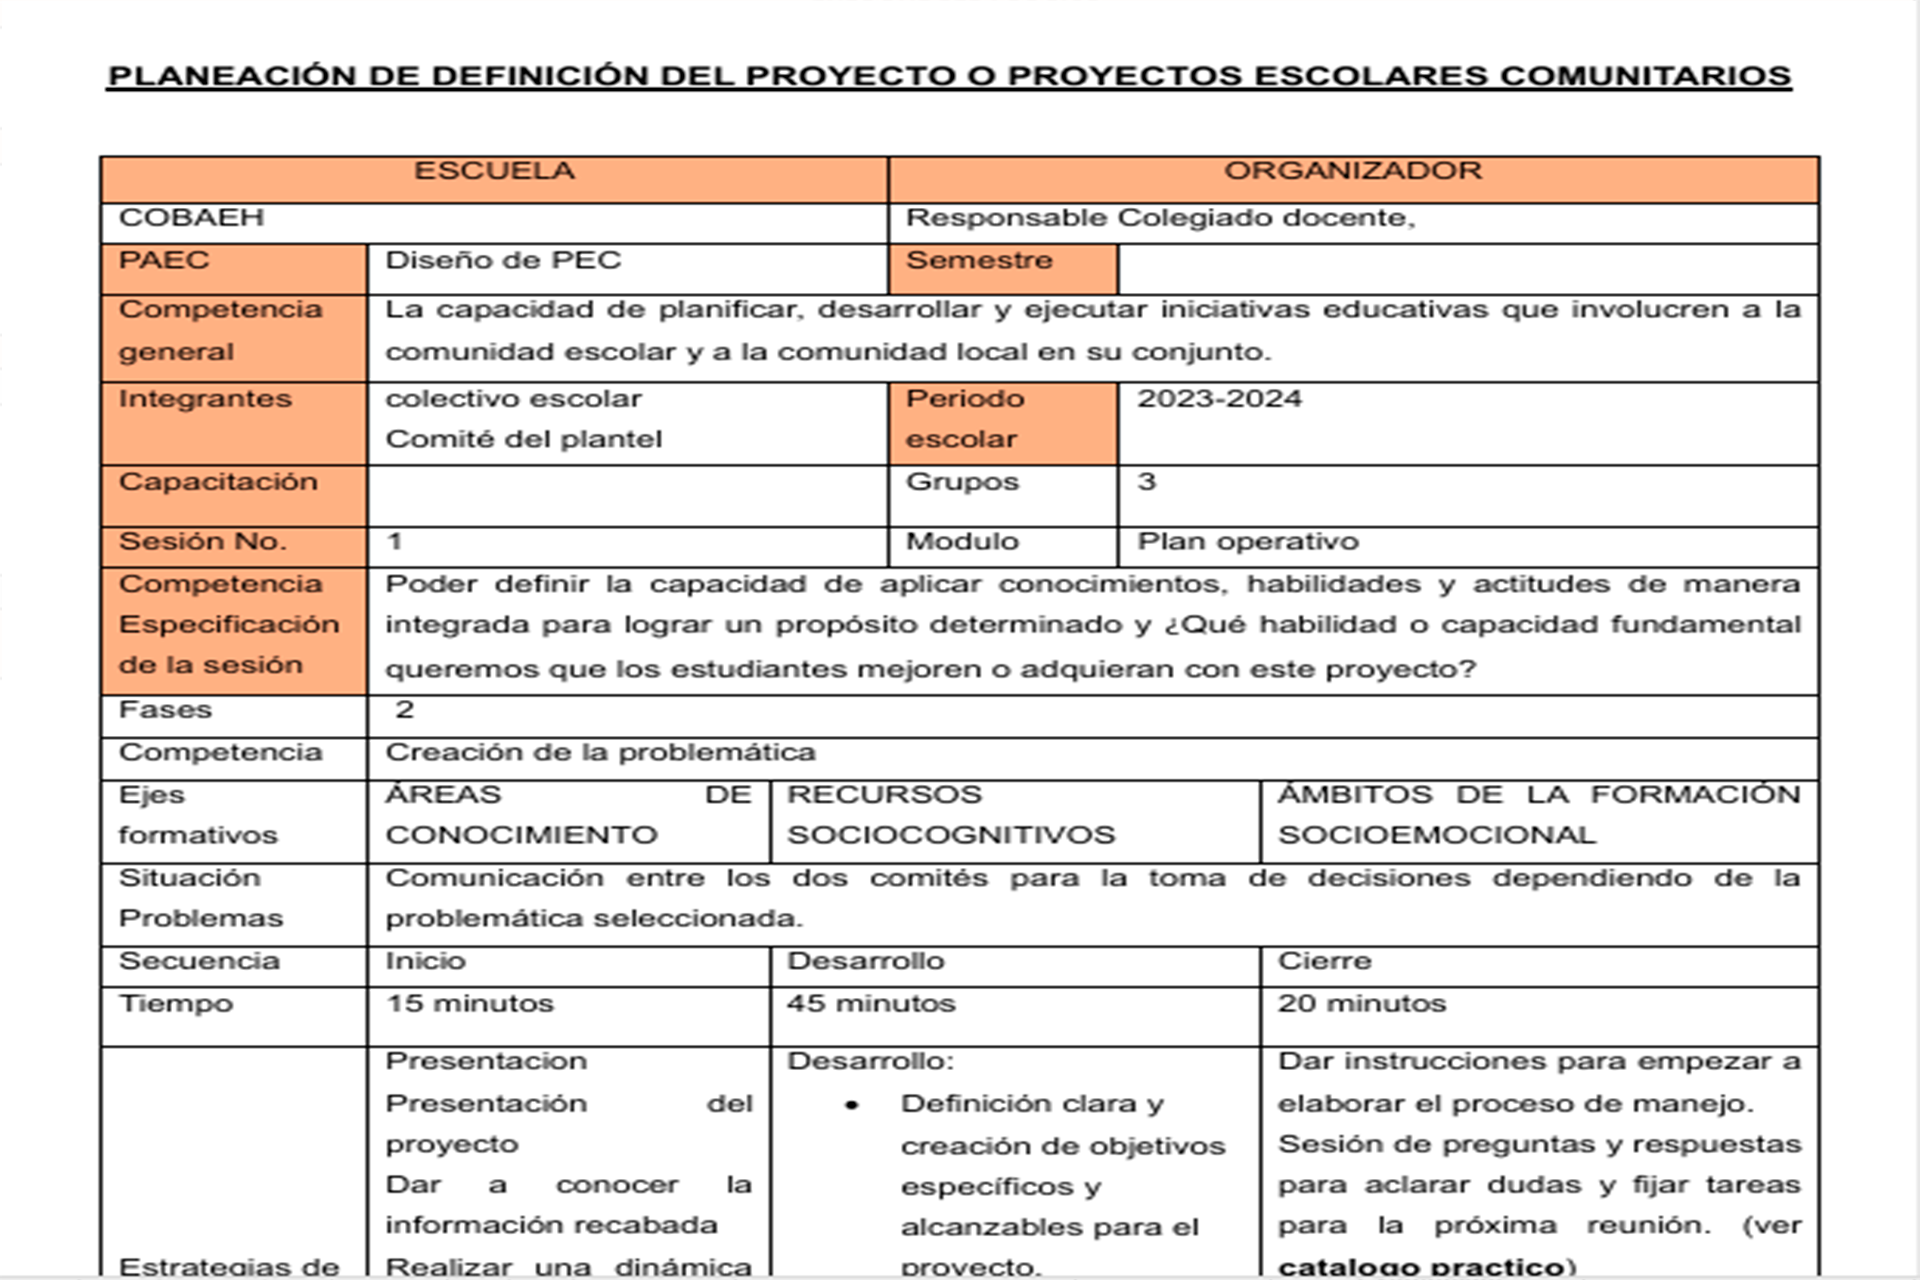 PLANEACIÓN DE DEFINICIÓN DEL PROYECTO O PROYECTOS ESCOLARES COMUNITARIOS
ESCUELA ORGANIZADOR
COBAEH Responsable Colegiado docente,
PAEC Diseño de PEC Semestre
Competencia general
La capacidad de planificar, desarrollar y ejecutar iniciativas educativas que involucren a la
comunidad escolar y a la comunidad local en su conjunto.
Integrantes
colectivo escolar
Comité del plantel
Periodo
escolar
2023-2024
Capacitación Grupos 3
Sesión No. 1 Modulo Plan operativo
Competencia
Especificación
de la sesión
Poder definir la capacidad de aplicar conocimientos, habilidades y actitudes de manera
integrada para lograr un propósito determinado y ¿Qué habilidad o capacidad fundamental
queremos que los estudiantes mejoren o adquieran con este proyecto?
Fases 2
Competencia Creación de la problemática
Ejes
formativos
ÁREAS DE
CONOCIMIENTO
RECURSOS
SOCIOCOGNITIVOS
ÁMBITOS DE LA FORMACIÓN
SOCIOEMOCIONAL
Situación
Problemas
Comunicación entre los dos comités para la toma de decisiones dependiendo de la
problemática seleccionada.
Secuencia Inicio Desarrollo Cierre
Tiempo 15 minutos 45 minutos 20 minutos
Estrategias de
Presentacion
Presentación del
proyecto
Dar a conocer la
información recabada
Realizar una dinámica
Desarrollo:
• Definición clara y
creación de objetivos
específicos y
alcanzables para el
proyecto.
Dar instrucciones para empezar a
elaborar el proceso de manejo.
Sesión de preguntas y respuestas
para aclarar dudas y fijar tareas
para la próxima reunión. (ver
catalogo practico)